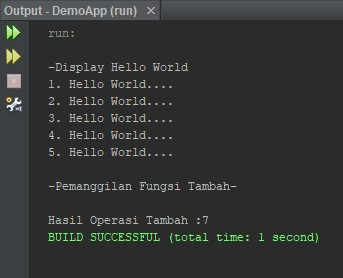 Output - DemoApp (run)
run:
-Display Hello World
1. Hello World....
2. Hello World....
3. Hello World....
4. Hello World....
5. Hello World....
-Pemanggilan Fungsi Tambah-
Hasil Operasi Tambah :7
BUILD SUCCESSFUL (total time: 1 second)